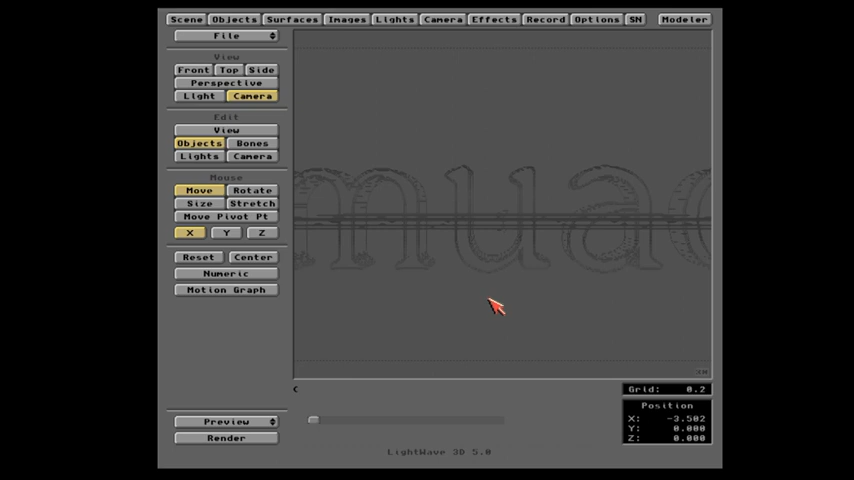 Scene Objects Surfaces Images Lights Camera Effects Record Options SN Modeler
File
View
Front Top Side
Perspective
Light Camera
Edit
View
Objects Bones
Lights Camera
Mouse
Move Rotate
Size Stretch
Move Pivot Pt
X Y Z
Reset Center
Numeric
Motion Graph
mua
Grid: 0.2
Position
X: -3.502
Y: 0.000
Z: 0.000
Preview
Render
LightWave 3D 5.0